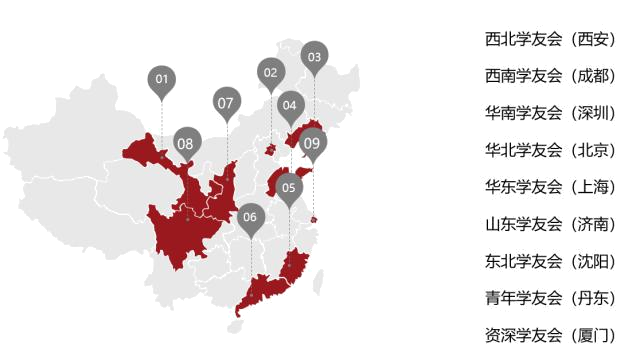 01
02
03
04
05
06
07
08
09
西北学友会（西安）
西南学友会（成都）
华南学友会（深圳）
华北学友会（北京）
华东学友会（上海）
山东学友会（济南）
东北学友会（沈阳）
青年学友会（丹东）
资深学友会（厦门）